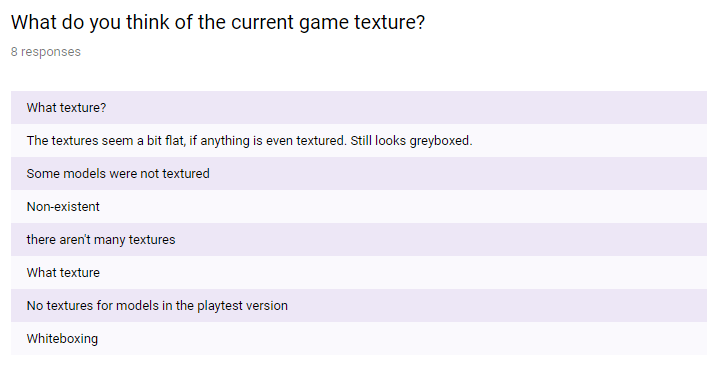 What do you think of the current game texture?
8 responses
What texture?
The textures seem a bit flat, if anything is even textured. Still looks greyboxed.
Some models were not textured
Non-existent
there aren't many textures
What texture
No textures for models in the playtest version
Whiteboxing